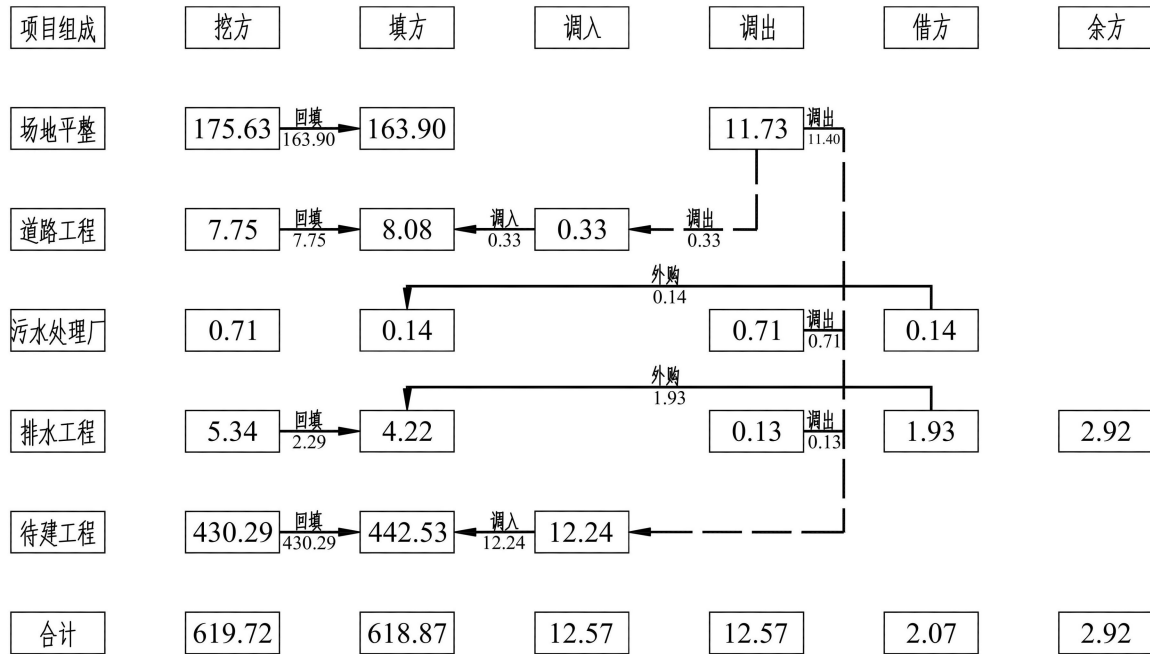 项目组成 挖方 填方 调入 调出 借方 余方
场地平整 175.63 回填 163.90 163.90 11.73 调出 11.40
道路工程 7.75 回填 7.75 8.08 调入 0.33 0.33 调出 0.33
外购 0.14
污水处理厂 0.71 0.14 0.71 调出 0.71 0.14
外购 1.93
排水工程 5.34 回填 2.29 4.22 0.13 调出 0.13 1.93 2.92
待建工程 430.29 回填 430.29 442.53 调入 12.24 12.24
合计 619.72 618.87 12.57 12.57 2.07 2.92